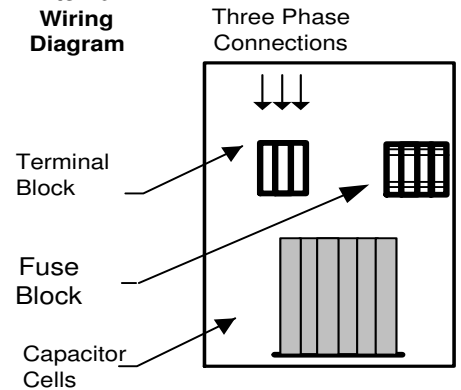 Wiring
Diagram
Three Phase
Connections
Terminal
Block
Fuse
Block
Capacitor
Cells